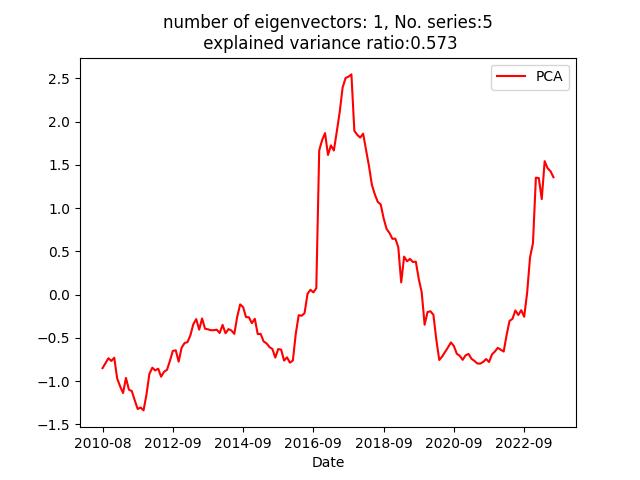 number of eigenvectors: 1, No. series:5
explained variance ratio:0.573
PCA
2.5
2.0
1.5
1.0
0.5
0.0
−0.5
−1.0
−1.5
2010-08 2012-09 2014-09 2016-09 2018-09 2020-09 2022-09
Date